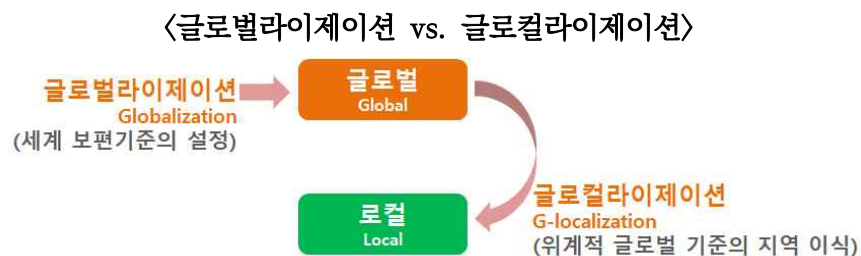 〈글로벌라이제이션 vs. 글로컬라이제이션〉
글로벌라이제이션
Globalization
(세계 보편기준의 설정)
글로벌
Global
로컬
Local
글로컬라이제이션
G-localization
(위계적 글로벌 기준의 지역 이식)